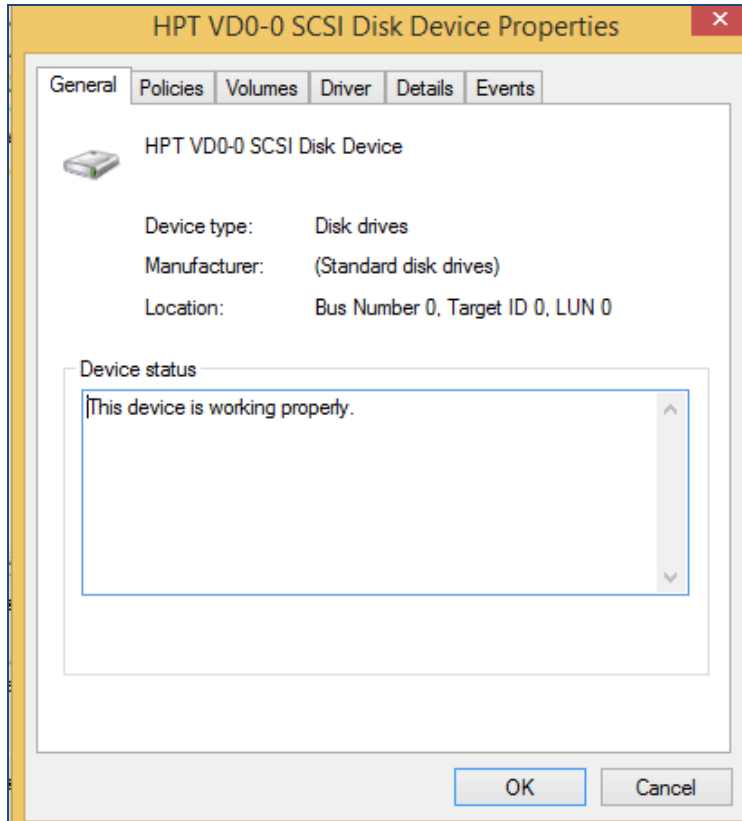 HPT VD0-0 SCSI Disk Device Properties
General Policies Volumes Driver Details Events
HPT VD0-0 SCSI Disk Device
Device type: Disk drives
Manufacturer: (Standard disk drives)
Location: Bus Number 0, Target ID 0, LUN 0
Device status
This device is working properly.
OK Cancel